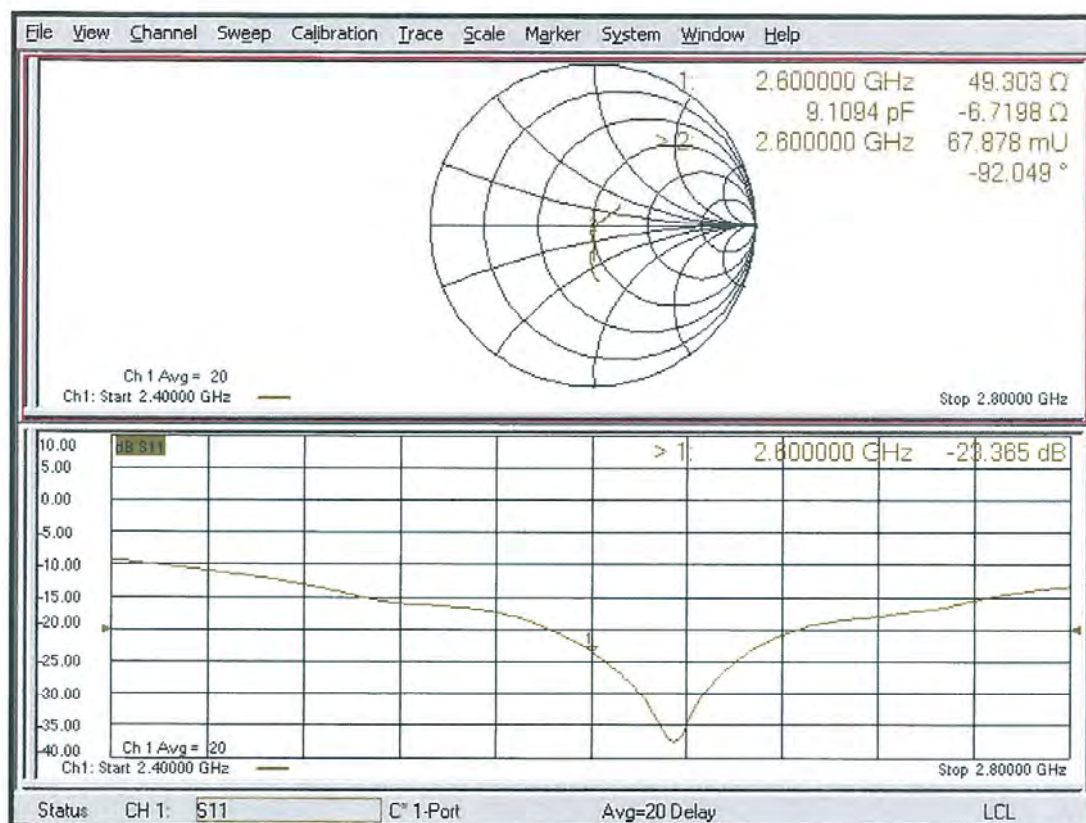 File View Channel Sweep Calibration Trace Scale Marker System Window Help
1: 2.600000 GHz 49.303 Ω
9.1094 pF -6.7198 Ω
> 2: 2.600000 GHz 67.878 mU
-92.049 °
Ch 1 Avg = 20
Ch1: Start 2.40000 GHz Stop 2.80000 GHz
10.00 dB S11 > 1: 2.600000 GHz -23.365 dB
5.00
0.00
-5.00
-10.00
-15.00
-20.00
1
-25.00
-30.00
-35.00
-40.00 Ch 1 Avg = 20
Ch1: Start 2.40000 GHz Stop 2.80000 GHz
Status CH 1: S11 C* 1-Port Avg=20 Delay LCL